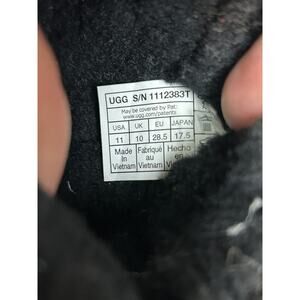 UGG S/N 1112383T
May be covered by Pat:
www.ugg.com/patents
USA UK EU JAPAN
11 10 28.5 17.5
Made in Vietnam
Fabriqué au Vietnam
Hecho en Vietnam